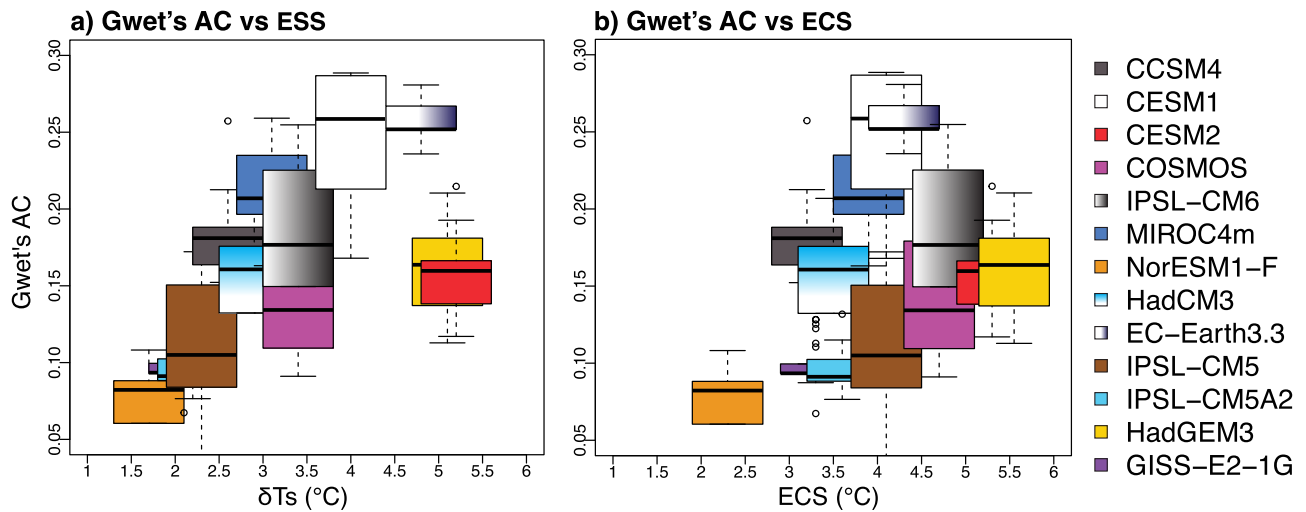 a) Gwet's AC vs ESS
b) Gwet's AC vs ECS
Gwet's AC
0.30
0.25
0.20
0.15
0.10
0.05
1 1.5 2 2.5 3 3.5 4 4.5 5 5.5 6
δTs (°C)
0.30
0.25
0.20
0.15
0.10
0.05
1 1.5 2 2.5 3 3.5 4 4.5 5 5.5 6
ECS (°C)
CCSM4
CESM1
CESM2
COSMOS
IPSL−CM6
MIROC4m
NorESM1−F
HadCM3
EC−Earth3.3
IPSL−CM5
IPSL−CM5A2
HadGEM3
GISS−E2−1G